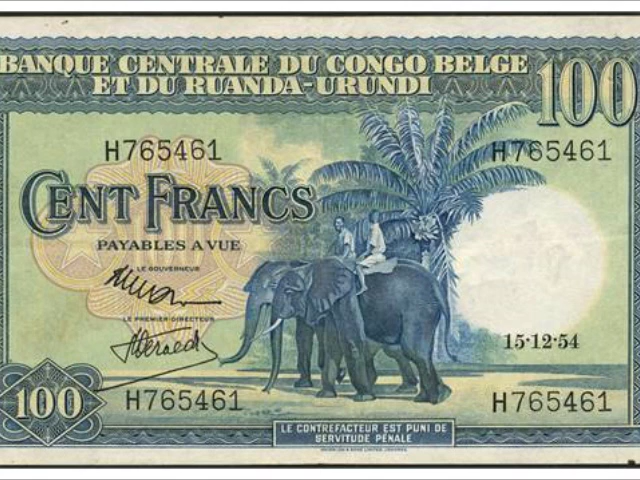 BANQUE CENTRALE DU CONGO BELGE
ET DU RUANDA-URUNDI
100
H765461
H765461
CENT FRANCS
PAYABLES A VUE
LE GOUVERNEUR
LE PREMIER DIRECTEUR
15·12·54
100
H765461
H765461
LE CONTREFACTEUR EST PUNI DE
SERVITUDE PÉNALE